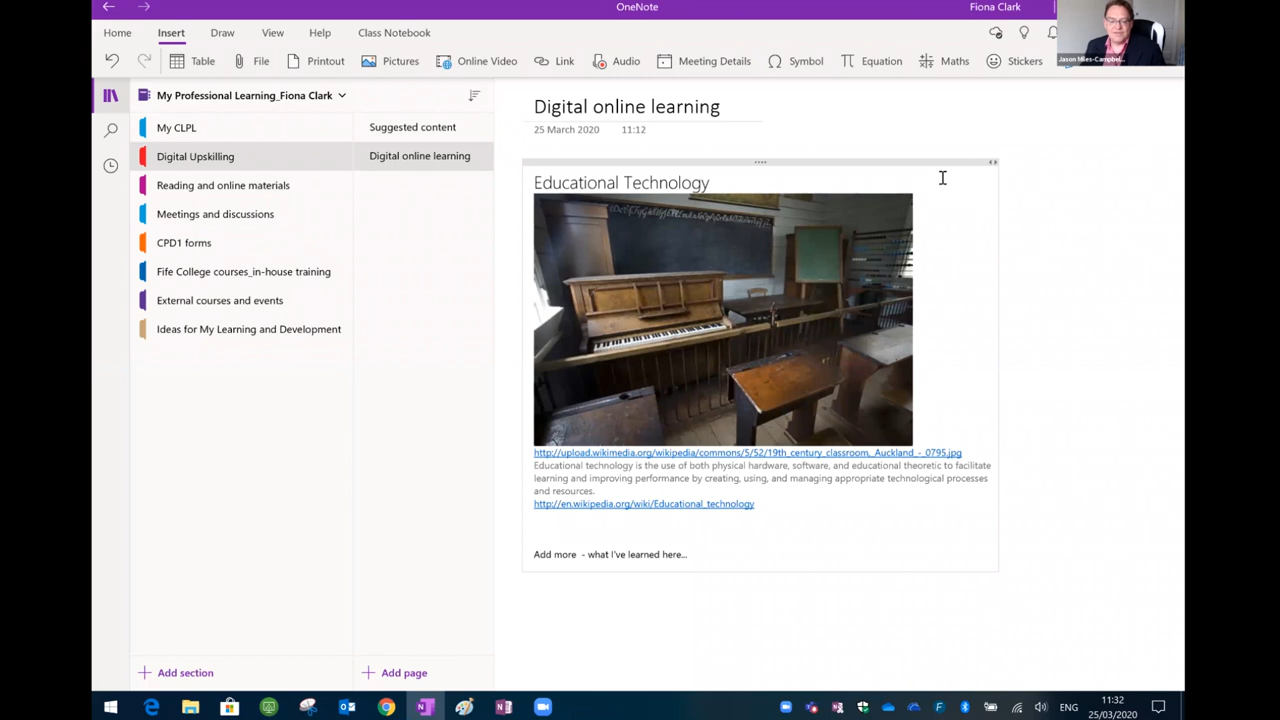 OneNote
Fiona Clark
Home
Insert
Draw
View
Help
Class Notebook
Table
File
Printout
Pictures
Online Video
Link
Audio
Meeting Details
Symbol
Equation
Maths
Stickers
Jason Miles-Campbel...
My Professional Learning_Fiona Clark
My CLPL
Digital Upskilling
Reading and online materials
Meetings and discussions
CPD1 forms
Fife College courses_in-house training
External courses and events
Ideas for My Learning and Development
Suggested content
Digital online learning
Digital online learning
25 March 2020 11:12
Educational Technology
http://upload.wikimedia.org/wikipedia/commons/5/52/19th_century_classroom,_Auckland_-_0795.jpg
Educational technology is the use of both physical hardware, software, and educational theoretic to facilitate
learning and improving performance by creating, using, and managing appropriate technological processes
and resources.
http://en.wikipedia.org/wiki/Educational_technology
Add more - what I've learned here...
Add section
Add page
ENG
11:32
25/03/2020